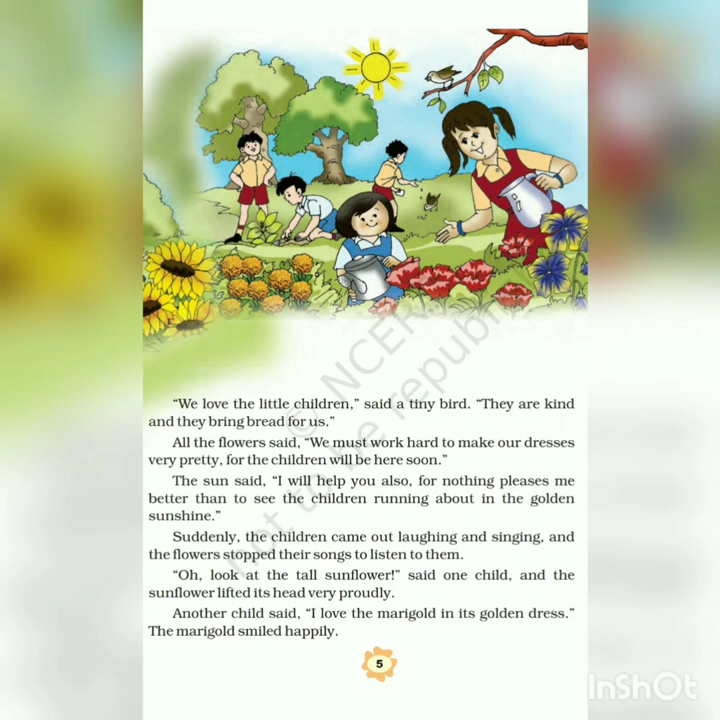 “We love the little children,” said a tiny bird. “They are kind
and they bring bread for us.”
All the flowers said, “We must work hard to make our dresses
very pretty, for the children will be here soon.”
The sun said, “I will help you also, for nothing pleases me
better than to see the children running about in the golden
sunshine.”
Suddenly, the children came out laughing and singing, and
the flowers stopped their songs to listen to them.
“Oh, look at the tall sunflower!” said one child, and the
sunflower lifted its head very proudly.
Another child said, “I love the marigold in its golden dress.”
The marigold smiled happily.
5
© NCER
not to be republi
InShOt